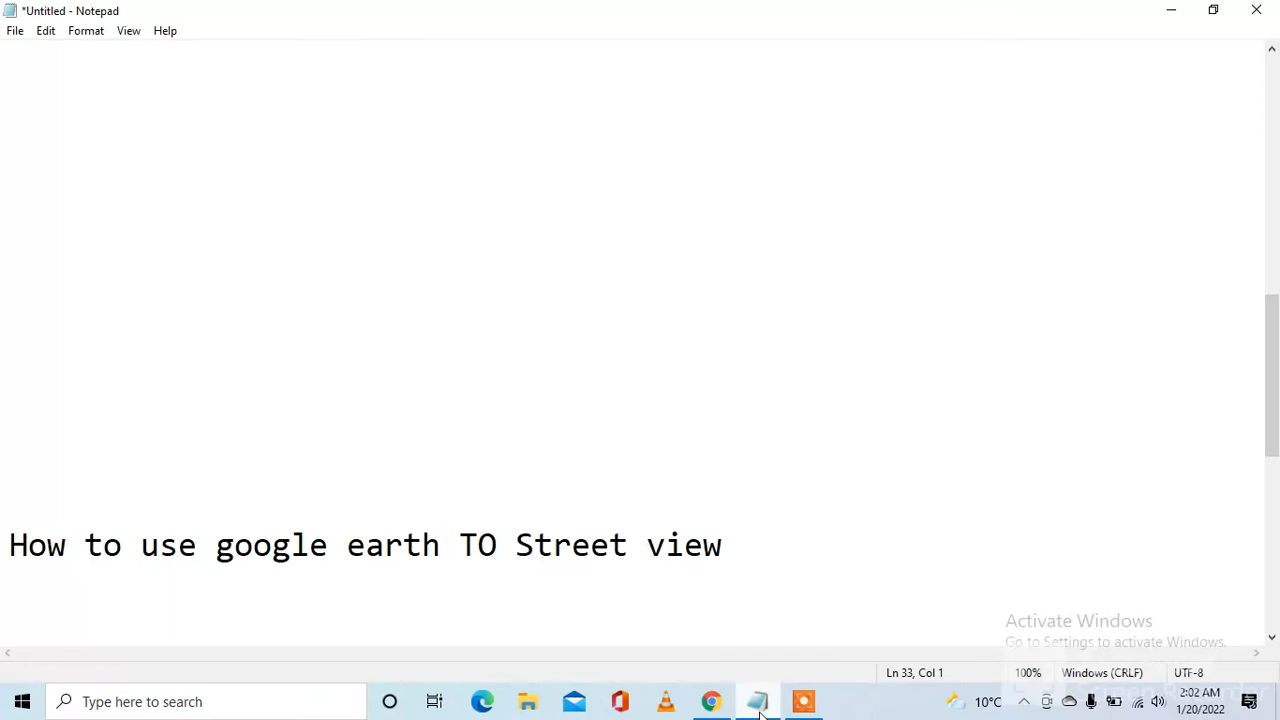 *Untitled - Notepad
File Edit Format View Help
How to use google earth TO Street view
Activate Windows
Go to Settings to activate Windows.
Ln 33, Col 1 100% Windows (CRLF) UTF-8
Type here to search 10°C 2:02 AM
1/20/2022